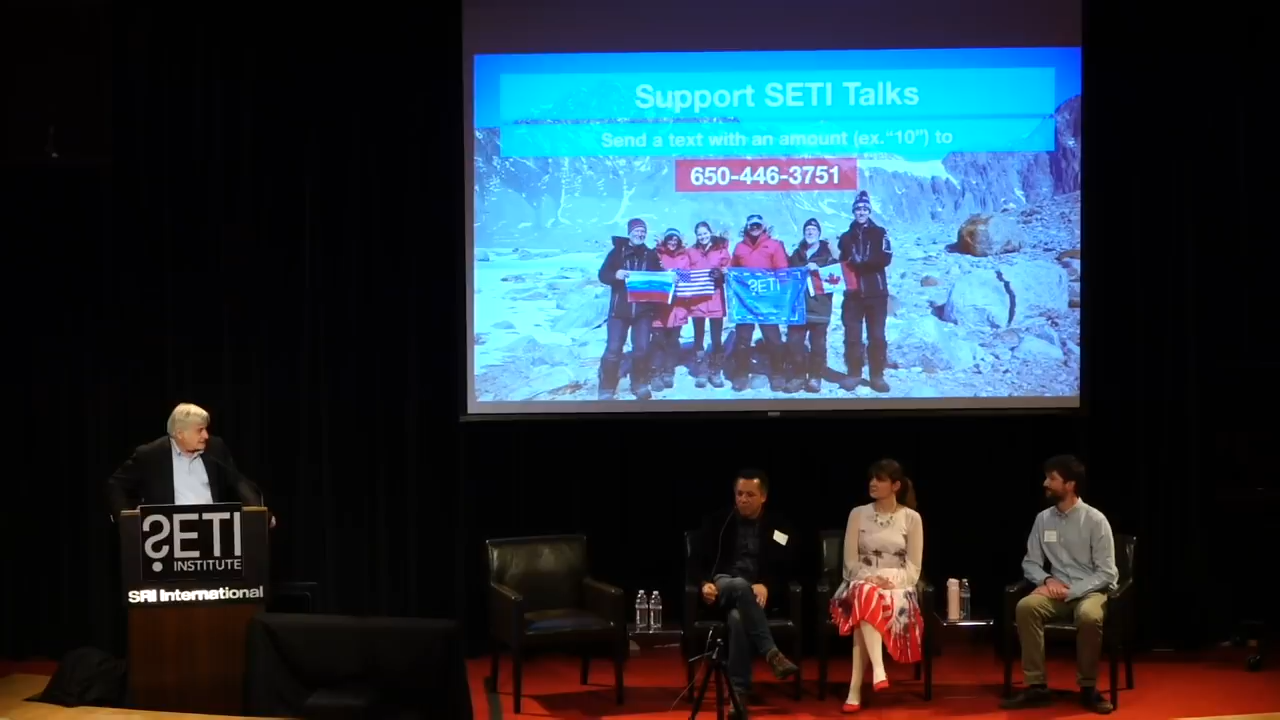 Support SETI Talks
Send a text with an amount (ex."10") to
650-446-3751
SETI
SETI
INSTITUTE
SRI International